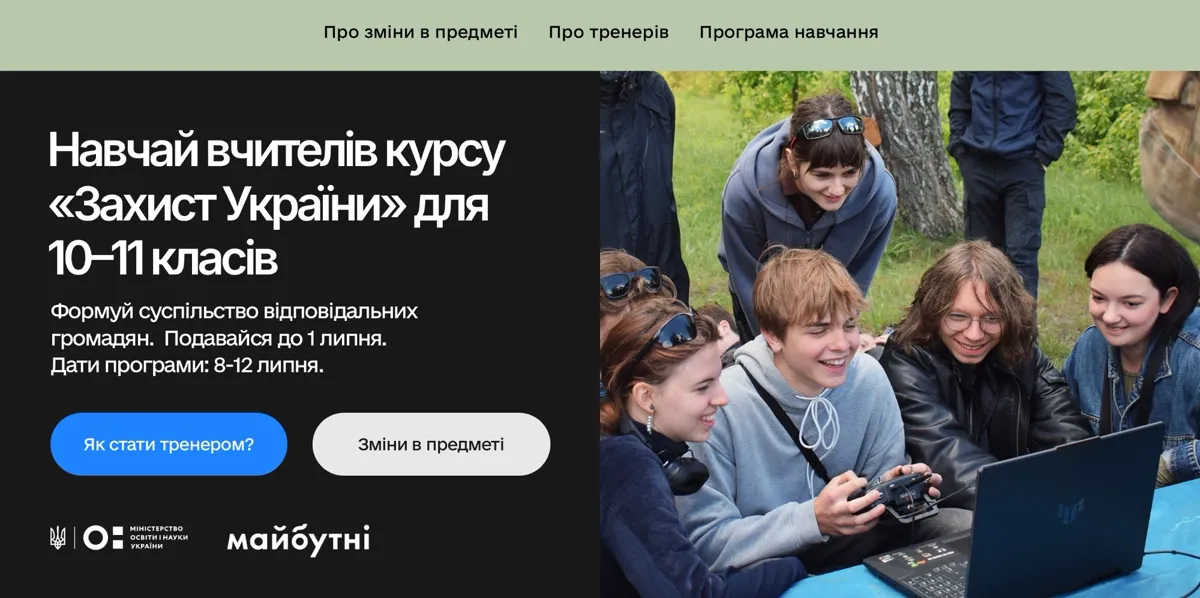 Про зміни в предметі Про тренерів Програма навчання
Навчай вчителів курсу
«Захист України» для
10–11 класів
Формуй суспільство відповідальних
громадян. Подавайся до 1 липня.
Дати програми: 8-12 липня.
Як стати тренером? Зміни в предметі
МІНІСТЕРСТВО
ОСВІТИ І НАУКИ
УКРАЇНИ
майбутні